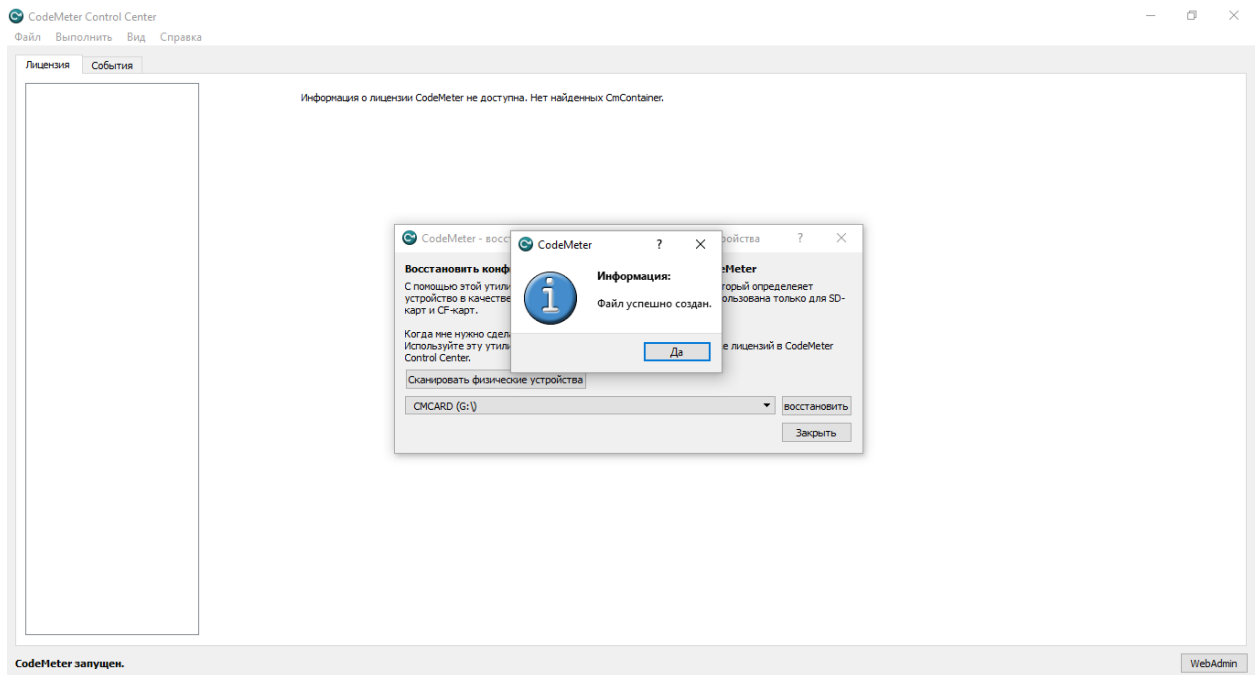 CodeMeter Control Center
Файл Выполнить Вид Справка
Лицензия События
Информация о лицензии CodeMeter не доступна. Нет найденных CmContainer.
CodeMeter - восс
ройства ?
CodeMeter ?
Восстановить конф
eMeter
Информация:
С помощью этой утили
торый определеяет
устройство в качестве
Файл успешно создан.
ользована только для SD-
карт и CF-карт.
Когда мне нужно сдел
Используйте эту утили
е лицензий в CodeMeter
Control Center.
Да
Сканировать физические устройства
CMCARD (G:\)
восстановить
Закрыть
CodeMeter запущен.
WebAdmin